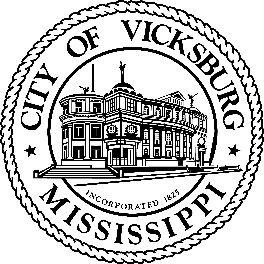 CITY OF VICKSBURG
INCORPORATED 1825
MISSISSIPPI